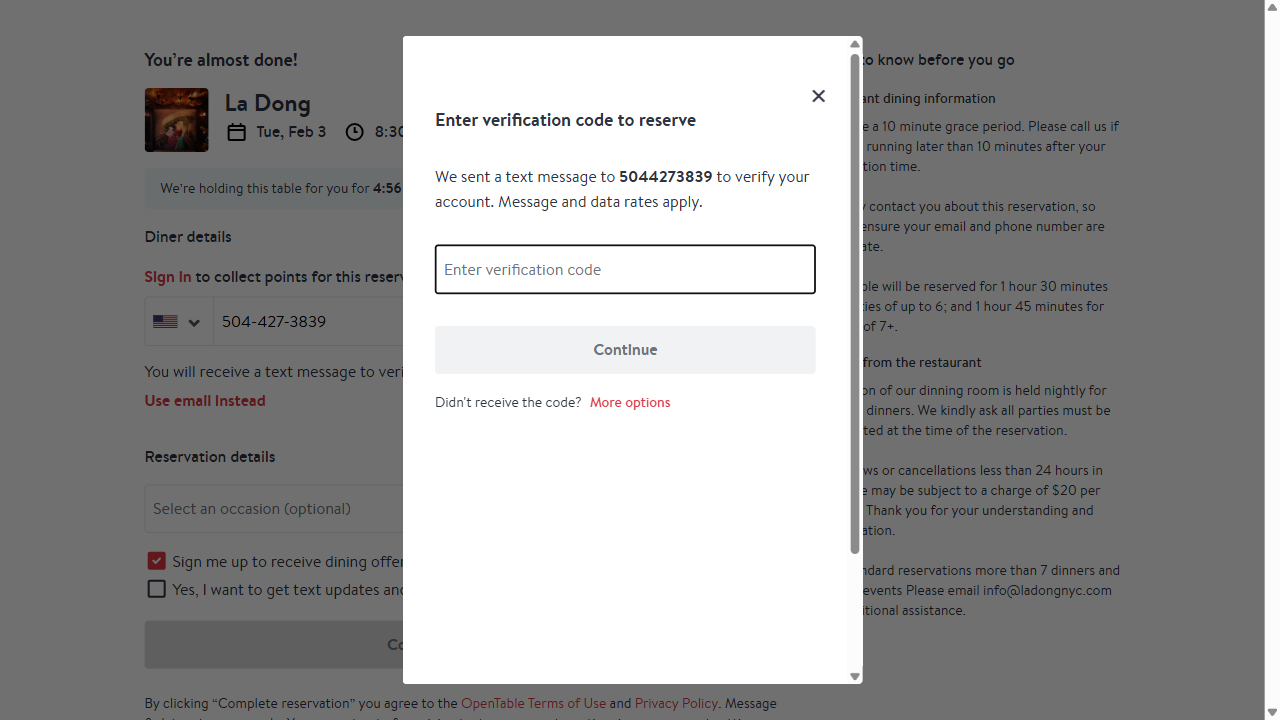 You're almost done!
La Dong
Tue, Feb 3
8:30
We're holding this table for you for 4:56
Diner details
Sign in to collect points for this reserv
504-427-3839
You will receive a text message to veri
Use email instead
Reservation details
Select an occasion (optional)
Sign me up to receive dining offer
Yes, I want to get text updates and
Co
By clicking “Complete reservation” you agree to the OpenTable Terms of Use and Privacy Policy. Message
Enter verification code to reserve
We sent a text message to 5044273839 to verify your
account. Message and data rates apply.
Enter verification code
Continue
Didn't receive the code? More options
to know before you go
ant dining information
e a 10 minute grace period. Please call us if
running later than 10 minutes after your
tion time.
y contact you about this reservation, so
ensure your email and phone number are
ate.
ble will be reserved for 1 hour 30 minutes
ties of up to 6; and 1 hour 45 minutes for
of 7+.
from the restaurant
on of our dinning room is held nightly for
dinners. We kindly ask all parties must be
ted at the time of the reservation.
ws or cancellations less than 24 hours in
e may be subject to a charge of $20 per
Thank you for your understanding and
ation.
ndard reservations more than 7 dinners and
events Please email info@ladongnyc.com
itional assistance.